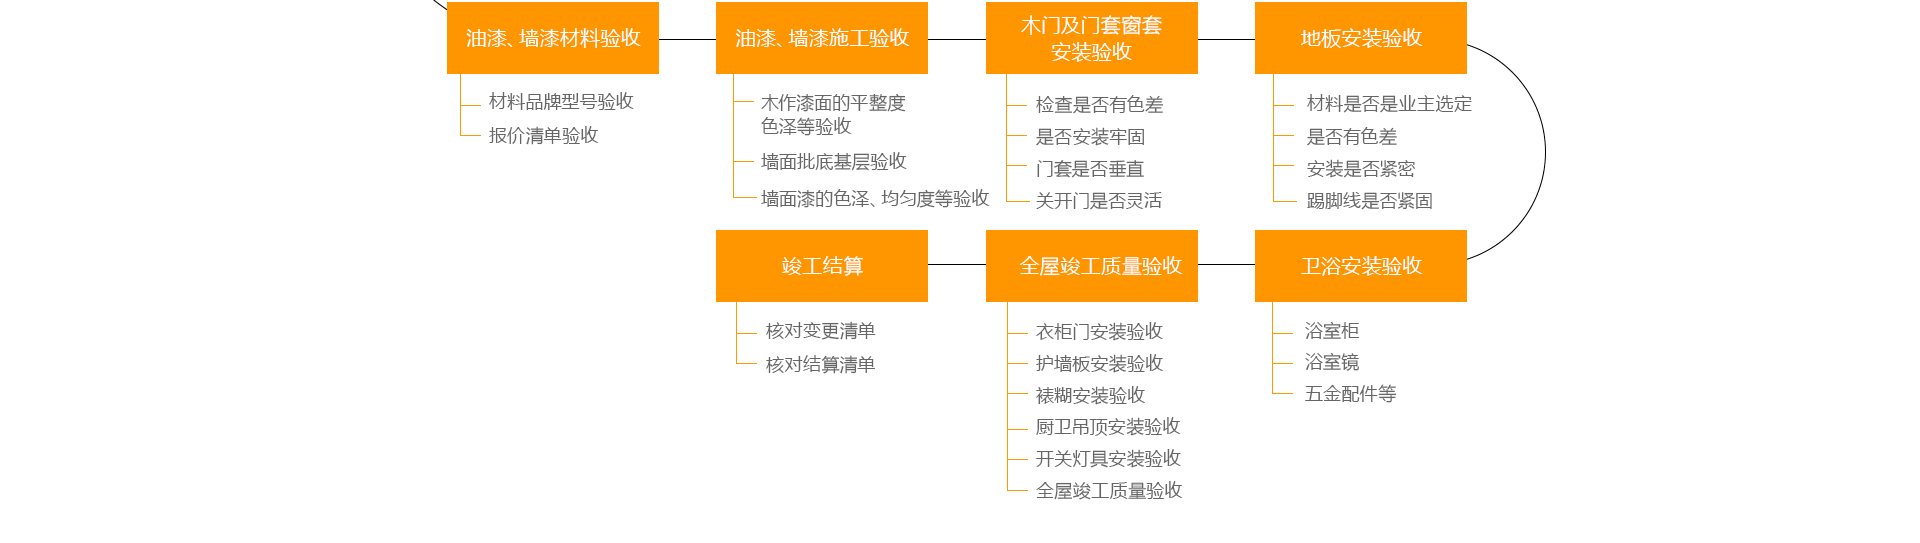 油漆、墙漆材料验收
材料品牌型号验收
报价清单验收
油漆、墙漆施工验收
木作漆面的平整度
色泽等验收
墙面批底基层验收
墙面漆的色泽、均匀度等验收
木门及门套窗套
安装验收
检查是否有色差
是否安装牢固
门套是否垂直
关开门是否灵活
地板安装验收
材料是否是业主选定
是否有色差
安装是否紧密
踢脚线是否紧固
卫浴安装验收
浴室柜
浴室镜
五金配件等
全屋竣工质量验收
衣柜门安装验收
护墙板安装验收
裱糊安装验收
厨卫吊顶安装验收
开关灯具安装验收
全屋竣工质量验收
竣工结算
核对变更清单
核对结算清单